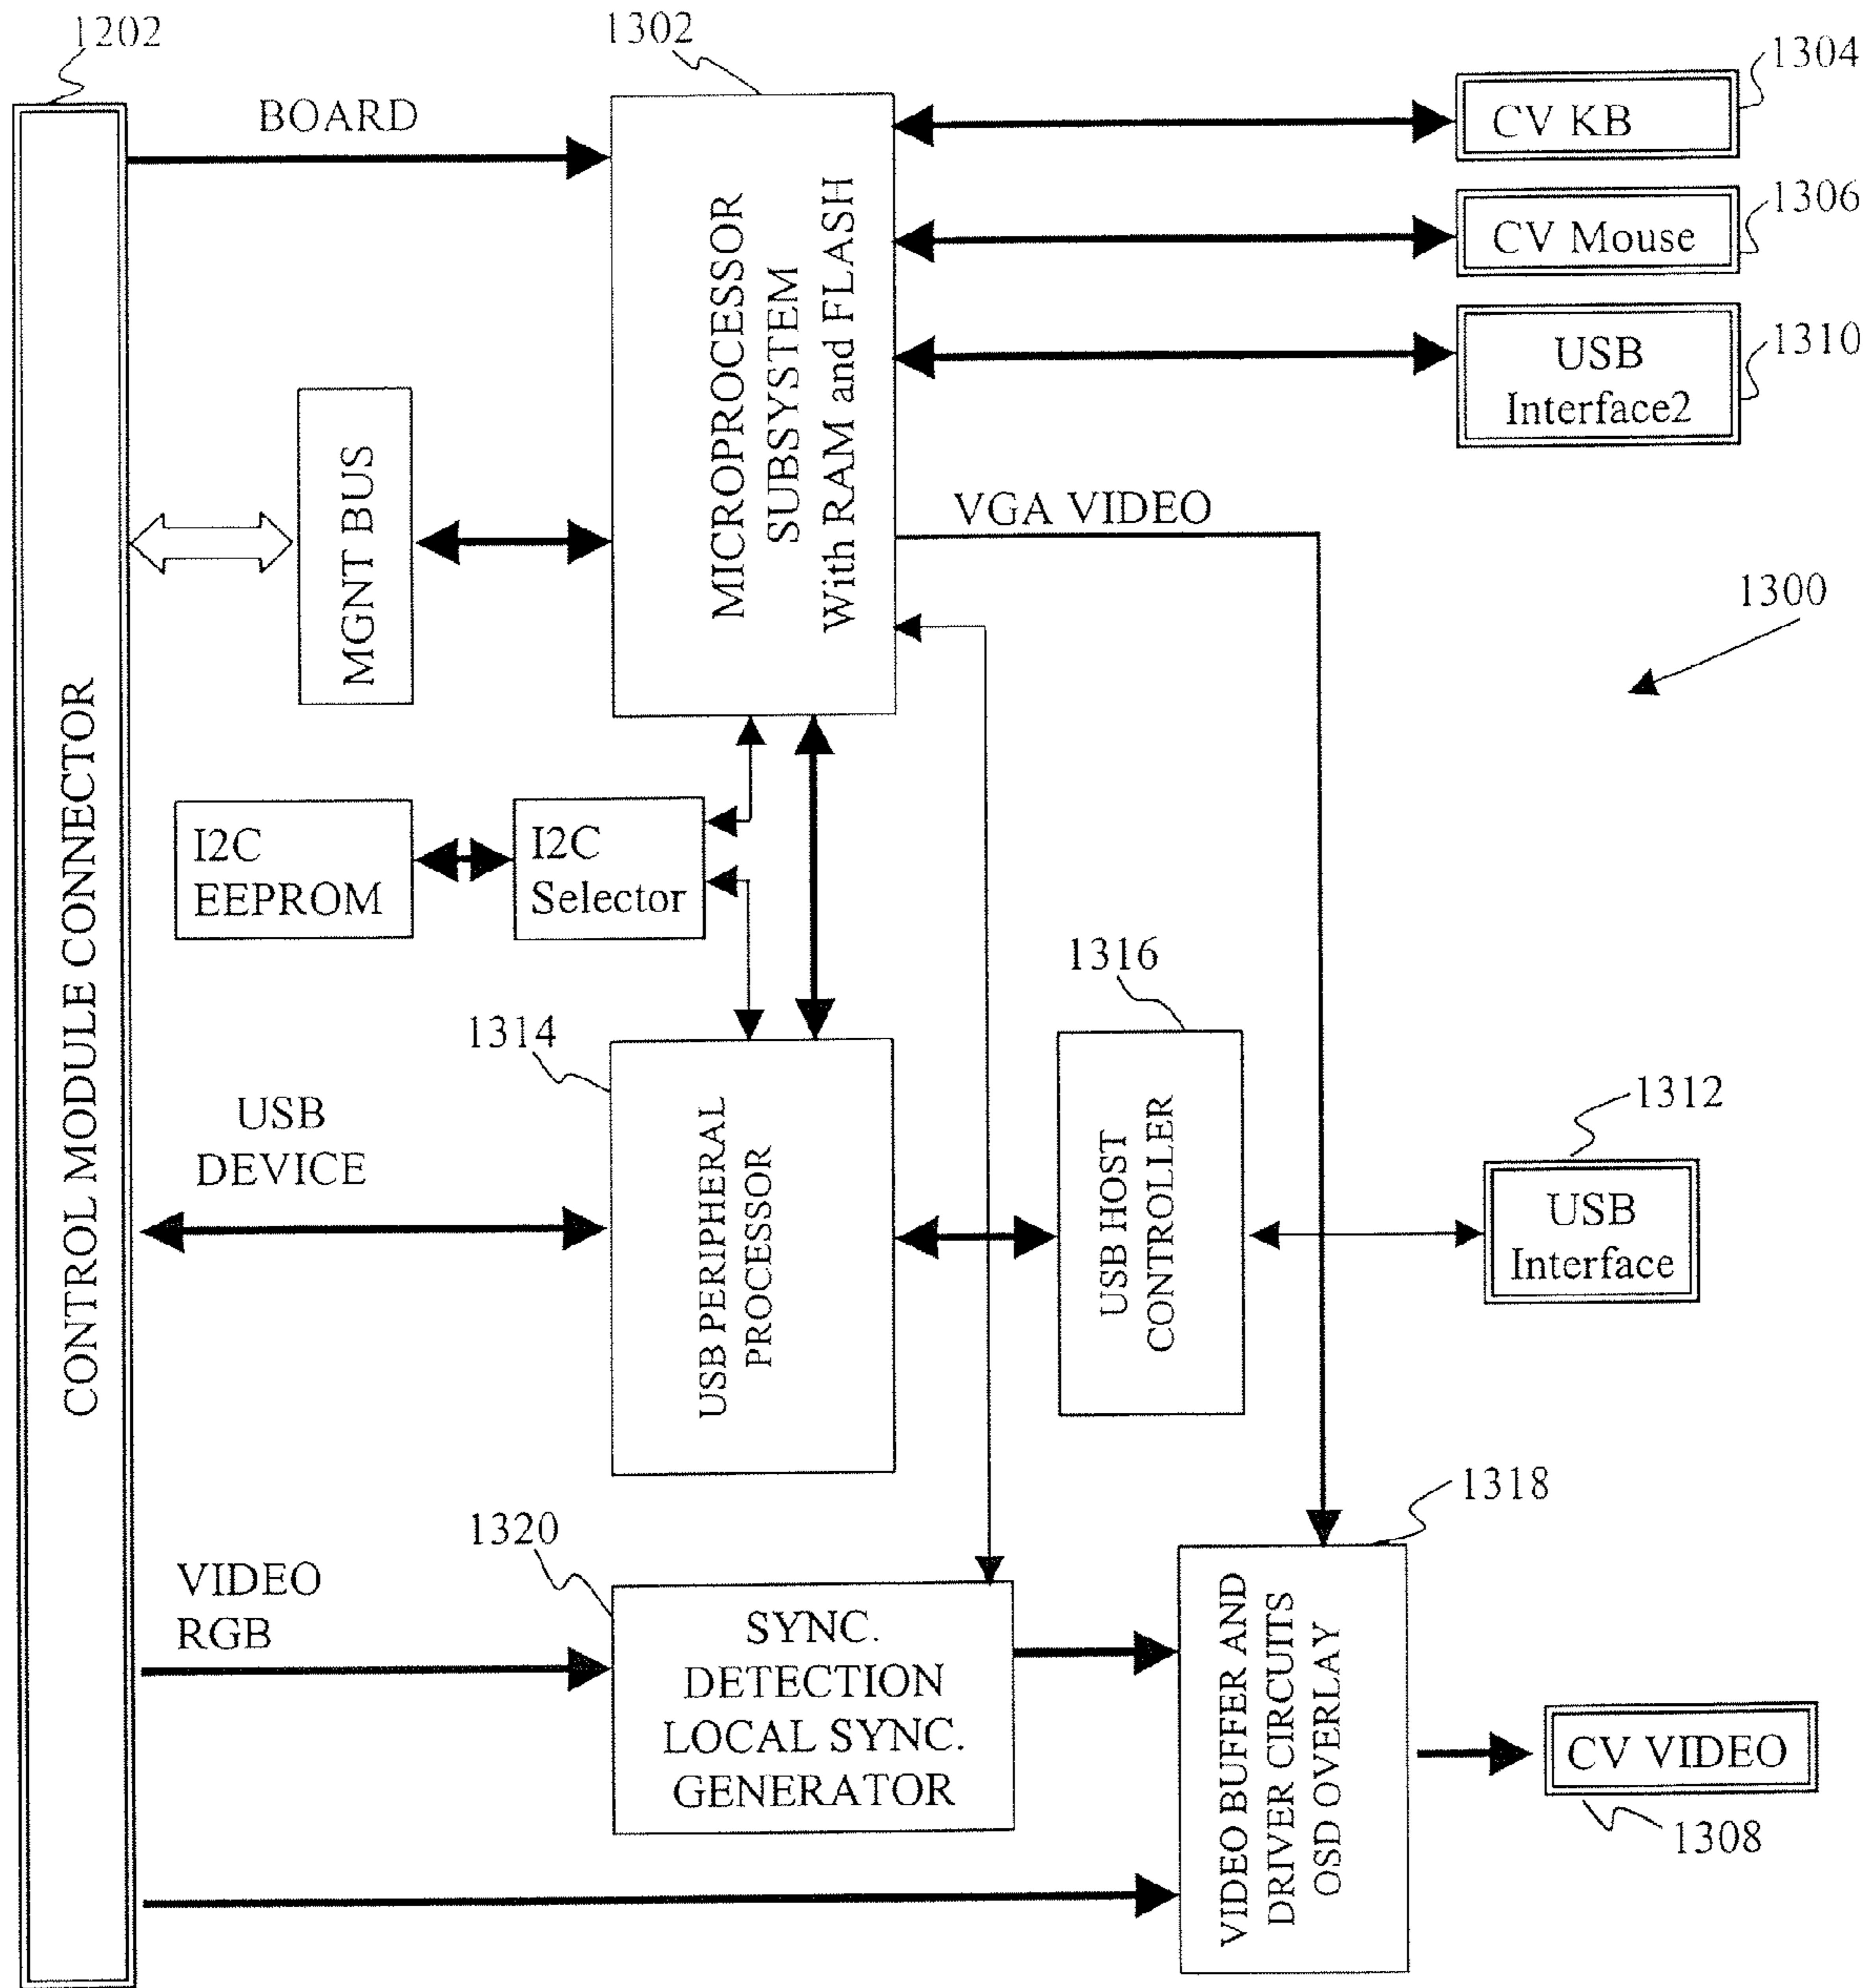 1202
1302
1304
BOARD
CV KB
1306
CV Mouse
MICROPROCESSOR
SUBSYSTEM
With RAM and FLASH
USB
Interface2
1310
MGNT BUS
VGA VIDEO
1300
CONTROL MODULE CONNECTOR
I2C
EEPROM
I2C
Selector
1316
1314
USB
DEVICE
USB PERIPHERAL
PROCESSOR
USB HOST
CONTROLLER
1312
USB
Interface
1318
1320
VIDEO
RGB
SYNC.
DETECTION
LOCAL SYNC.
GENERATOR
VIDEO BUFFER AND
DRIVER CIRCUITS
OSD OVERLAY
CV VIDEO
1308